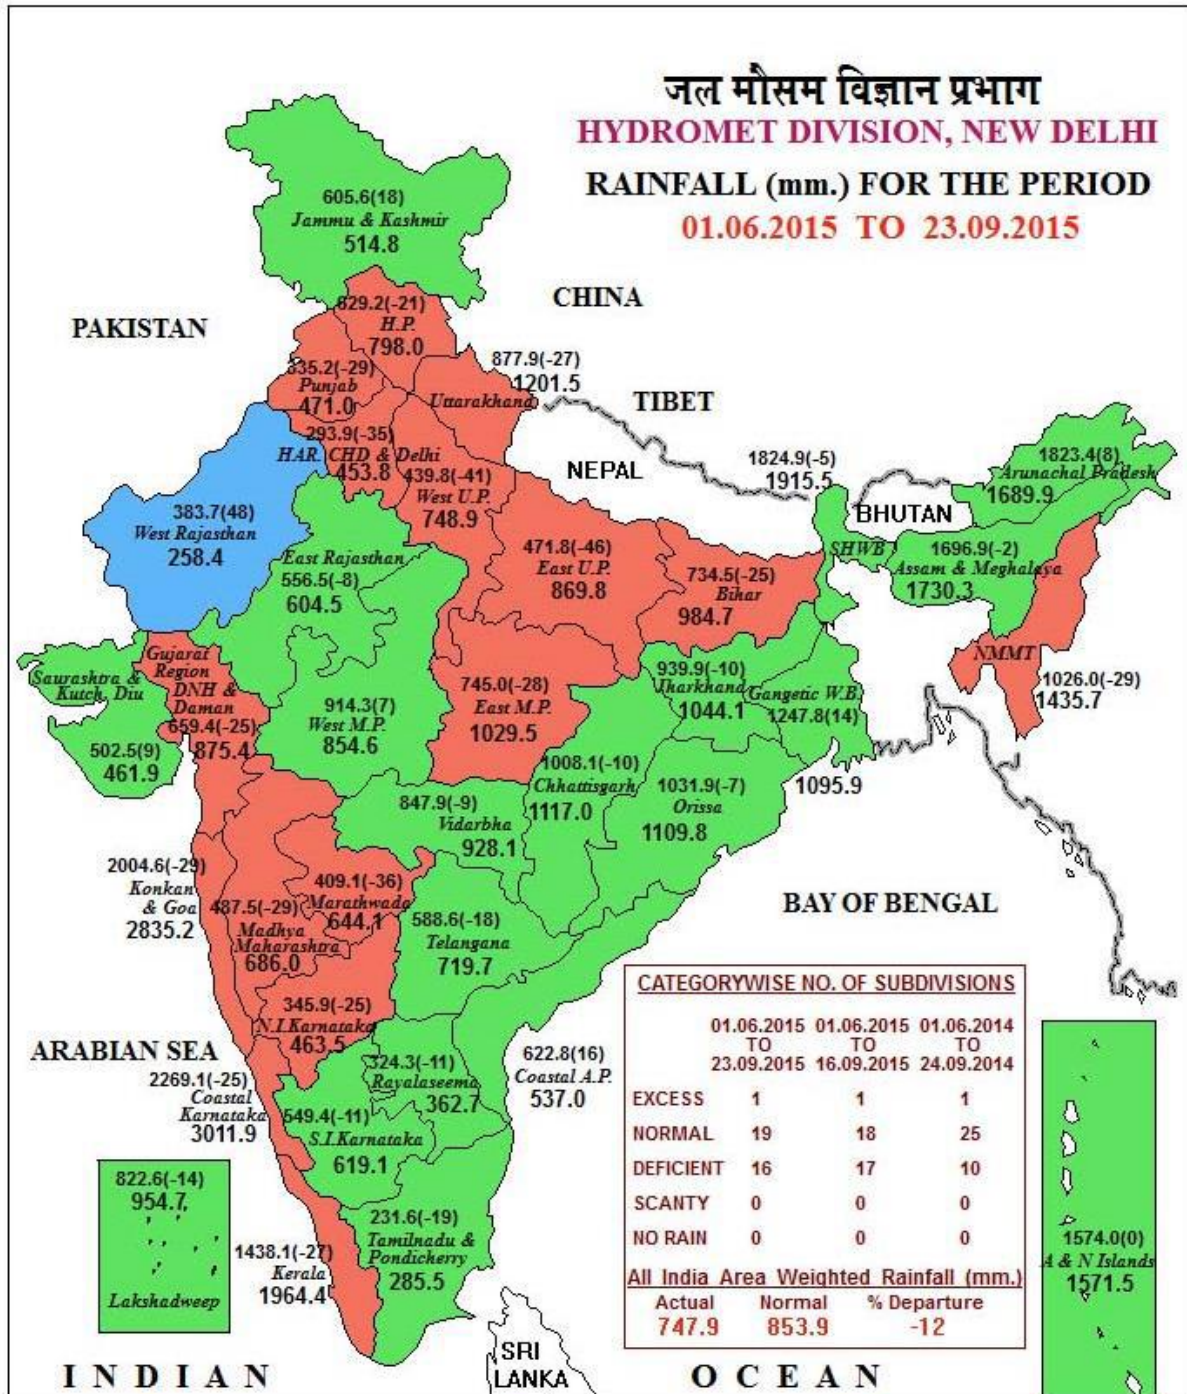 जल मौसम विज्ञान प्रभाग
HYDROMET DIVISION, NEW DELHI
RAINFALL (mm.) FOR THE PERIOD
01.06.2015 TO 23.09.2015
605.6(18)
Jammu & Kashmir
514.8
CHINA
PAKISTAN
629.2(-21)
H.P.
798.0
335.2(-29)
Punjab
471.0
877.9(-27)
1201.5
Uttarakhand
TIBET
293.9(-35)
HAR. CHD & Delhi
453.8
439.8(-41)
West U.P.
748.9
NEPAL
1824.9(-5)
1915.5
SHWB
BHUTAN
1823.4(8)
Arunachal Pradesh
1689.9
383.7(48)
West Rajasthan
258.4
East Rajasthan
556.5(-8)
604.5
471.8(-46)
East U.P.
869.8
734.5(-25)
Bihar
984.7
1696.9(-2)
Assam & Meghalaya
1730.3
NMMT
1026.0(-29)
1435.7
Saurashtra &
Kutch, Diu
502.5(9)
461.9
Gujarat
Region
DNH &
Daman
659.4(-25)
875.4
914.3(7)
West M.P.
854.6
745.0(-28)
East M.P.
1029.5
939.9(-10)
Jharkhand
1044.1
Gangetic W.B.
1247.8(14)
1095.9
1008.1(-10)
Chhattisgarh
1117.0
1031.9(-7)
Orissa
1109.8
847.9(-9)
Vidarbha
928.1
2004.6(-29)
Konkan
& Goa
2835.2
487.5(-29)
Madhya
Maharashtra
686.0
409.1(-36)
Marathwada
644.1
588.6(-18)
Telangana
719.7
BAY OF BENGAL
345.9(-25)
N.I.Karnataka
463.5
ARABIAN SEA
2269.1(-25)
Coastal
Karnataka
3011.9
324.3(-11)
Rayalaseema
362.7
622.8(16)
Coastal A.P.
537.0
549.4(-11)
S.I.Karnataka
619.1
822.6(-14)
954.7
Lakshadweep
1438.1(-27)
Kerala
1964.4
231.6(-19)
Tamilnadu &
Pondicherry
285.5
CATEGORYWISE NO. OF SUBDIVISIONS
01.06.2015 01.06.2015 01.06.2014
TO TO TO
23.09.2015 16.09.2015 24.09.2014
EXCESS 1 1 1
NORMAL 19 18 25
DEFICIENT 16 17 10
SCANTY 0 0 0
NO RAIN 0 0 0
All India Area Weighted Rainfall (mm.)
Actual Normal % Departure
747.9 853.9 -12
1574.0(0)
A & N Islands
1571.5
SRI
LANKA
INDIAN OCEAN